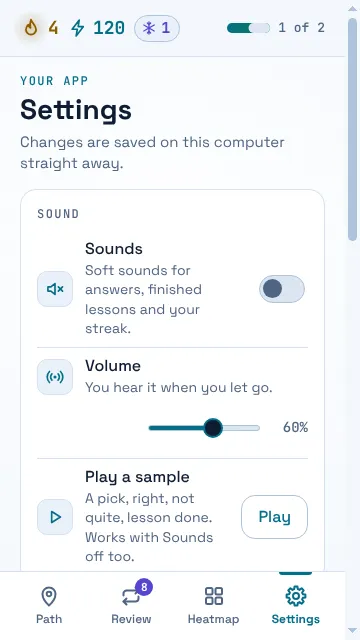 4 120 1 1 of 2
YOUR APP
Settings
Changes are saved on this computer
straight away.
SOUND
Sounds
Soft sounds for
answers, finished
lessons and your
streak.
Volume
You hear it when you let go.
60%
Play a sample
A pick, right, not
quite, lesson done.
Works with Sounds
off too.
Play
8
Path Review Heatmap Settings